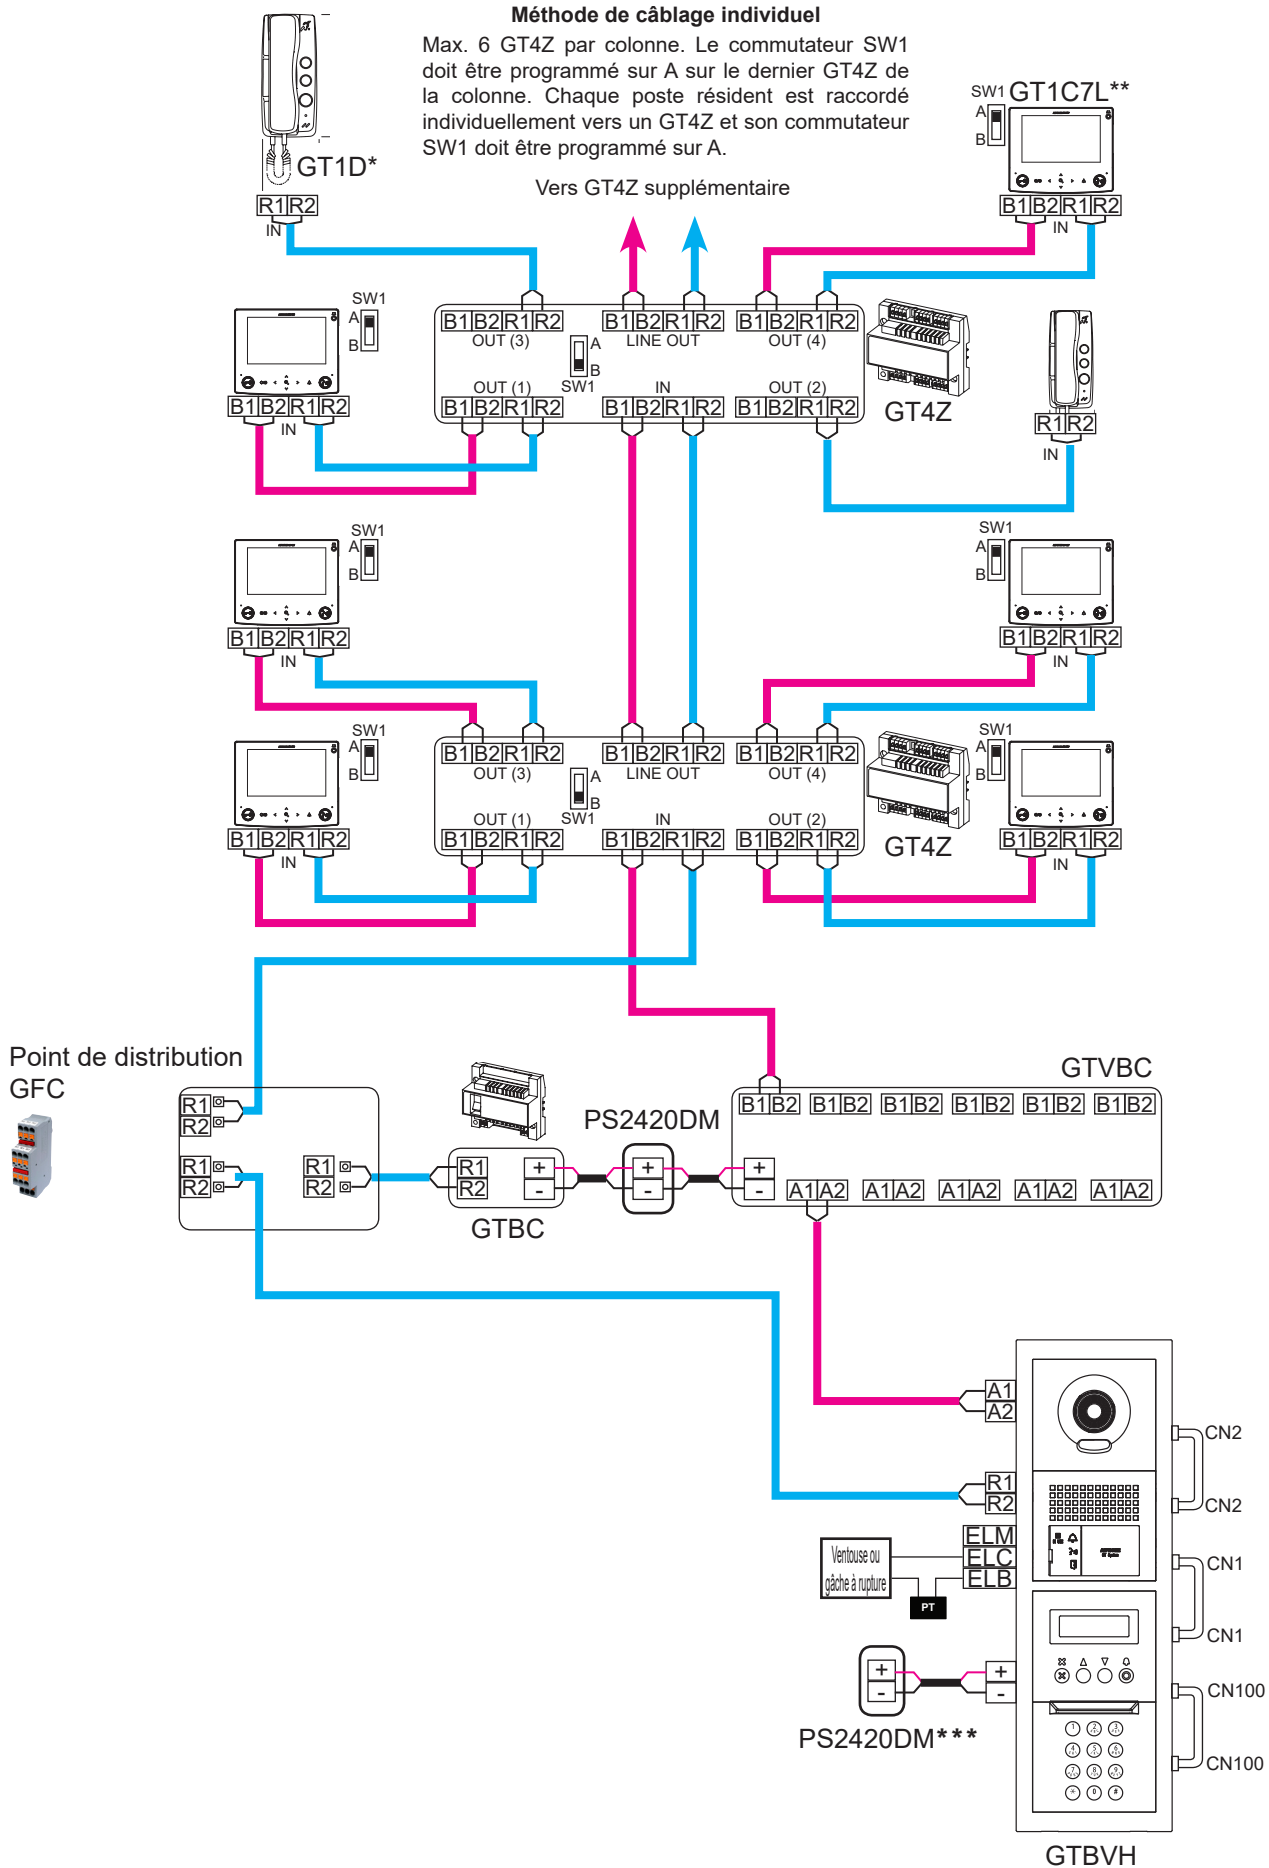 Méthode de câblage individuel
Max. 6 GT4Z par colonne. Le commutateur SW1
doit être programmé sur A sur le dernier GT4Z de
la colonne. Chaque poste résident est raccordé
individuellement vers un GT4Z et son commutateur
SW1 doit être programmé sur A.
Vers GT4Z supplémentaire
GT1D*
R1 R2
IN
SW1 GT1C7L**
A
B
B1 B2 R1 R2
IN
SW1
A
B
B1 B2 R1 R2
IN
B1 B2 R1 R2
OUT (3)
B1 B2 R1 R2
LINE OUT
B1 B2 R1 R2
OUT (4)
A
B
SW1
OUT (1)
B1 B2 R1 R2
IN
B1 B2 R1 R2
OUT (2)
B1 B2 R1 R2
GT4Z
R1 R2
IN
SW1
A
B
B1 B2 R1 R2
IN
SW1
A
B
B1 B2 R1 R2
IN
SW1
A
B
B1 B2 R1 R2
IN
B1 B2 R1 R2
OUT (3)
B1 B2 R1 R2
LINE OUT
B1 B2 R1 R2
OUT (4)
A
B
SW1
OUT (1)
B1 B2 R1 R2
IN
B1 B2 R1 R2
OUT (2)
B1 B2 R1 R2
GT4Z
SW1
A
B
B1 B2 R1 R2
IN
Point de distribution
GFC
R1
R2
R1
R2
R1
R2
R1
R2
+
-
GTBC
PS2420DM
+
-
GTVBC
B1 B2 B1 B2 B1 B2 B1 B2 B1 B2 B1 B2
+
-
A1 A2 A1 A2 A1 A2 A1 A2 A1 A2
A1
A2
R1
R2
ELM
ELC
ELB
Ventouse ou
gâche à rupture
PT
+
-
+
-
PS2420DM***
CN2
CN2
CN1
CN1
CN100
CN100
GTBVH